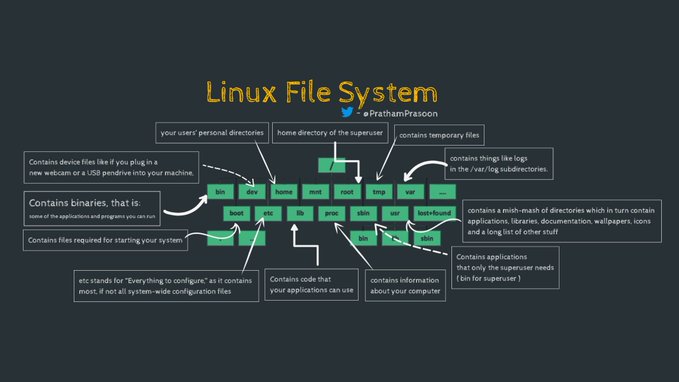 Linux File System
- @PrathamPrasoon
your users' personal directories
home directory of the superuser
contains temporary files
Contains device files like if you plug in a
new webcam or a USB pendrive into your machine,
contains things like logs
in the /var/log subdirectories.
/
bin
dev
home
mnt
root
tmp
var
....
Contains binaries, that is:
some of the applications and programs you can run
boot
etc
lib
proc
sbin
usr
lost+found
contains a mish-mash of directories which in turn contain
applications, libraries, documentation, wallpapers, icons
and a long list of other stuff
Contains files required for starting your system
bin
sbin
Contains applications
that only the superuser needs
( bin for superuser )
etc stands for "Everything to configure," as it contains
most, if not all system-wide configuration files
Contains code that
your applications can use
contains information
about your computer